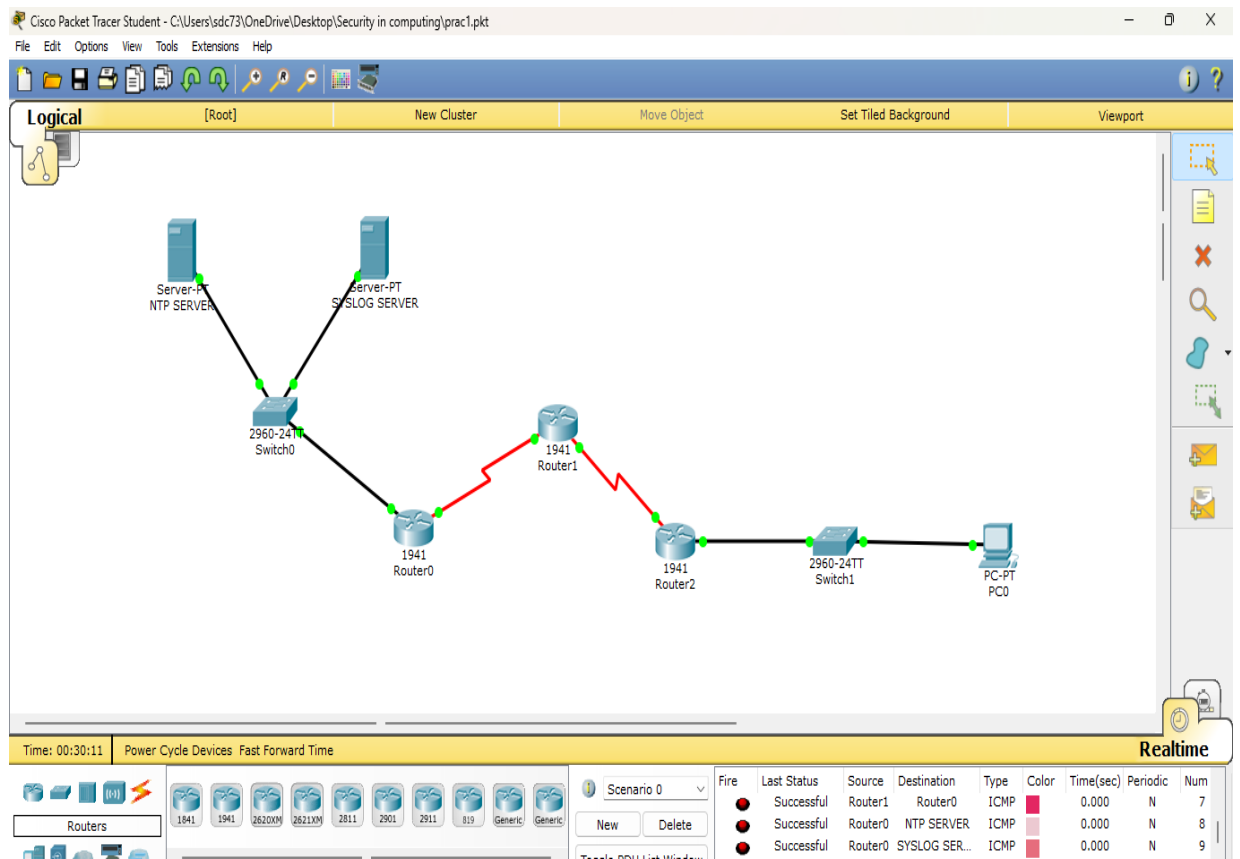 Cisco Packet Tracer Student - C:\Users\sdc73\OneDrive\Desktop\Security in computing\prac1.pkt
File Edit Options View Tools Extensions Help
Logical [Root] New Cluster Move Object Set Tiled Background Viewport
Server-PT
NTP SERVER
Server-PT
SYSLOG SERVER
2960-24TT
Switch0
1941
Router1
1941
Router0
1941
Router2
2960-24TT
Switch1
PC-PT
PC0
Time: 00:30:11 Power Cycle Devices Fast Forward Time Realtime
Routers
1841 1941 2620XM 2621XM 2811 2901 2911 819 Generic Generic
Scenario 0
New Delete
Toggle PDU List Window
Fire Last Status Source Destination Type Color Time(sec) Periodic Num
Successful Router1 Router0 ICMP 0.000 N 7
Successful Router0 NTP SERVER ICMP 0.000 N 8
Successful Router0 SYSLOG SER... ICMP 0.000 N 9